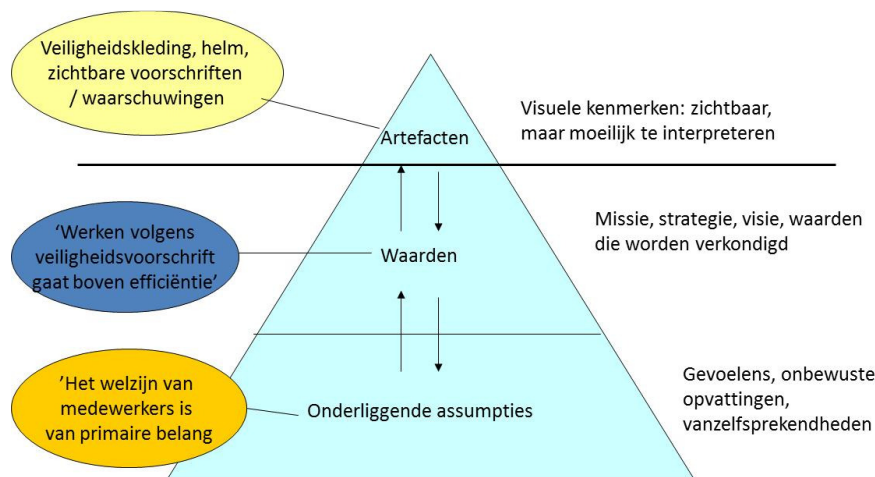 Veiligheidskleding, helm,
zichtbare voorschriften
/ waarschuwingen
Artefacten
Visuele kenmerken: zichtbaar,
maar moeilijk te interpreteren
‘Werken volgens
veiligheidsvoorschrift
gaat boven efficiëntie’
Waarden
Missie, strategie, visie, waarden
die worden verkondigd
’Het welzijn van
medewerkers is
van primaire belang
Onderliggende assumpties
Gevoelens, onbewuste
opvattingen,
vanzelfsprekendheden